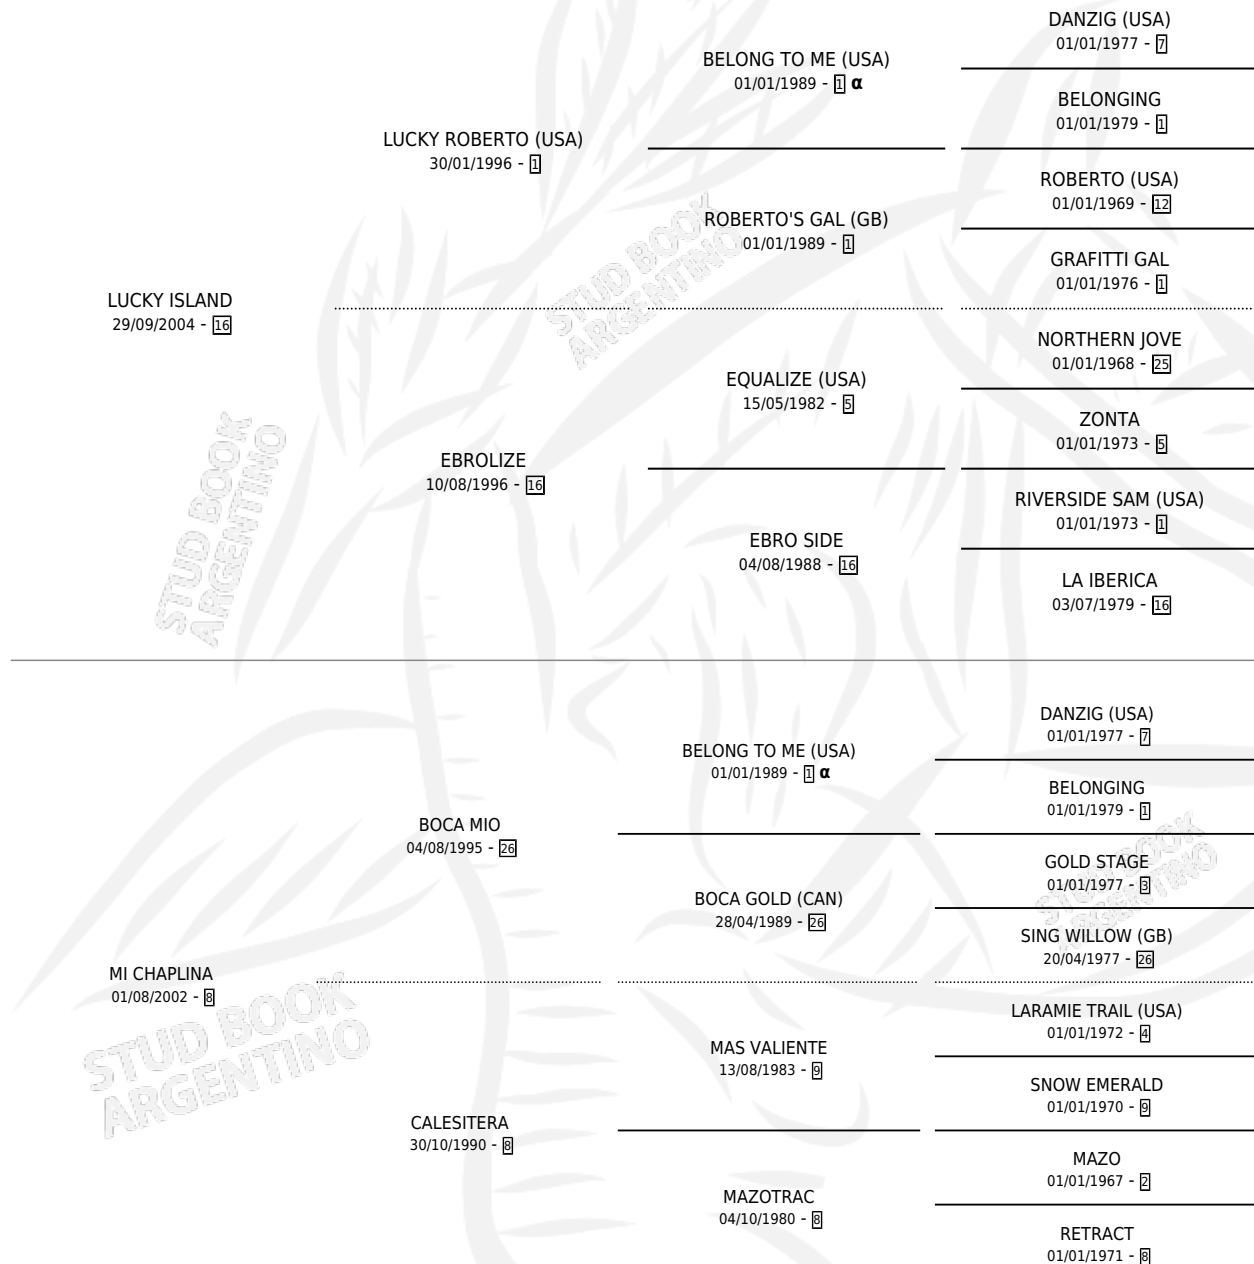 DANZIG (USA)
01/01/1977 - 7
BELONG TO ME (USA)
01/01/1989 - 1 α
BELONGING
01/01/1979 - 1
LUCKY ROBERTO (USA)
30/01/1996 - 1
ROBERTO (USA)
01/01/1969 - 12
ROBERTO'S GAL (GB)
01/01/1989 - 1
GRAFITTI GAL
01/01/1976 - 1
LUCKY ISLAND
29/09/2004 - 16
NORTHERN JOVE
01/01/1968 - 25
EQUALIZE (USA)
15/05/1982 - 5
ZONTA
01/01/1973 - 5
EBROLIZE
10/08/1996 - 16
RIVERSIDE SAM (USA)
01/01/1973 - 1
EBRO SIDE
04/08/1988 - 16
LA IBERICA
03/07/1979 - 16
STUD BOOK
ARGENTINO
STUD BOOK
ARGENTINO
DANZIG (USA)
01/01/1977 - 7
BELONG TO ME (USA)
01/01/1989 - 1 α
BELONGING
01/01/1979 - 1
BOCA MIO
04/08/1995 - 26
GOLD STAGE
01/01/1977 - 3
BOCA GOLD (CAN)
28/04/1989 - 26
SING WILLOW (GB)
20/04/1977 - 26
MI CHAPLINA
01/08/2002 - 8
LARAMIE TRAIL (USA)
01/01/1972 - 4
MAS VALIENTE
13/08/1983 - 9
SNOW EMERALD
01/01/1970 - 9
CALESITERA
30/10/1990 - 8
MAZO
01/01/1967 - 2
MAZOTRAC
04/10/1980 - 8
RETRACT
01/01/1971 - 8
STUD BOOK
ARGENTINO
STUD BOOK
ARGENTINO